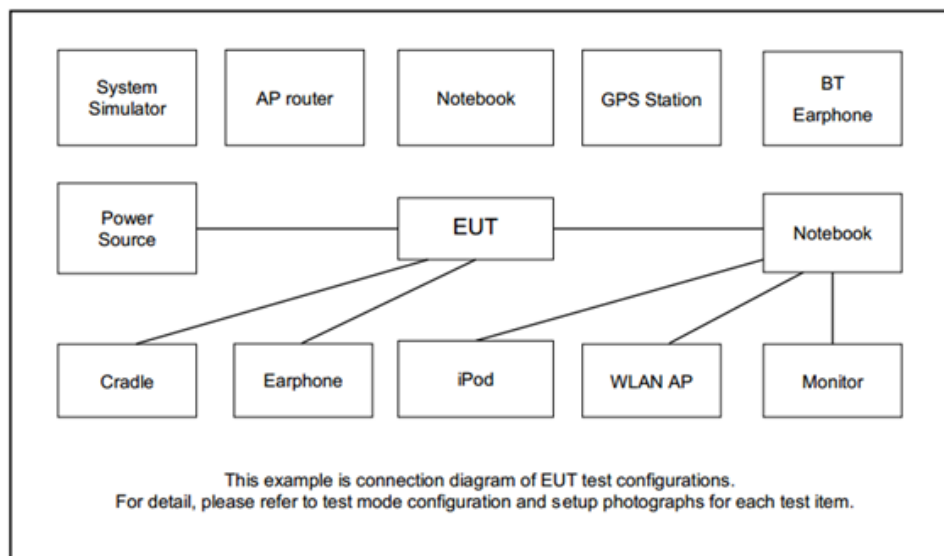 System
Simulator
AP router
Notebook
GPS Station
BT
Earphone
Power
Source
EUT
Notebook
Cradle
Earphone
iPod
WLAN AP
Monitor
This example is connection diagram of EUT test configurations.
For detail, please refer to test mode configuration and setup photographs for each test item.